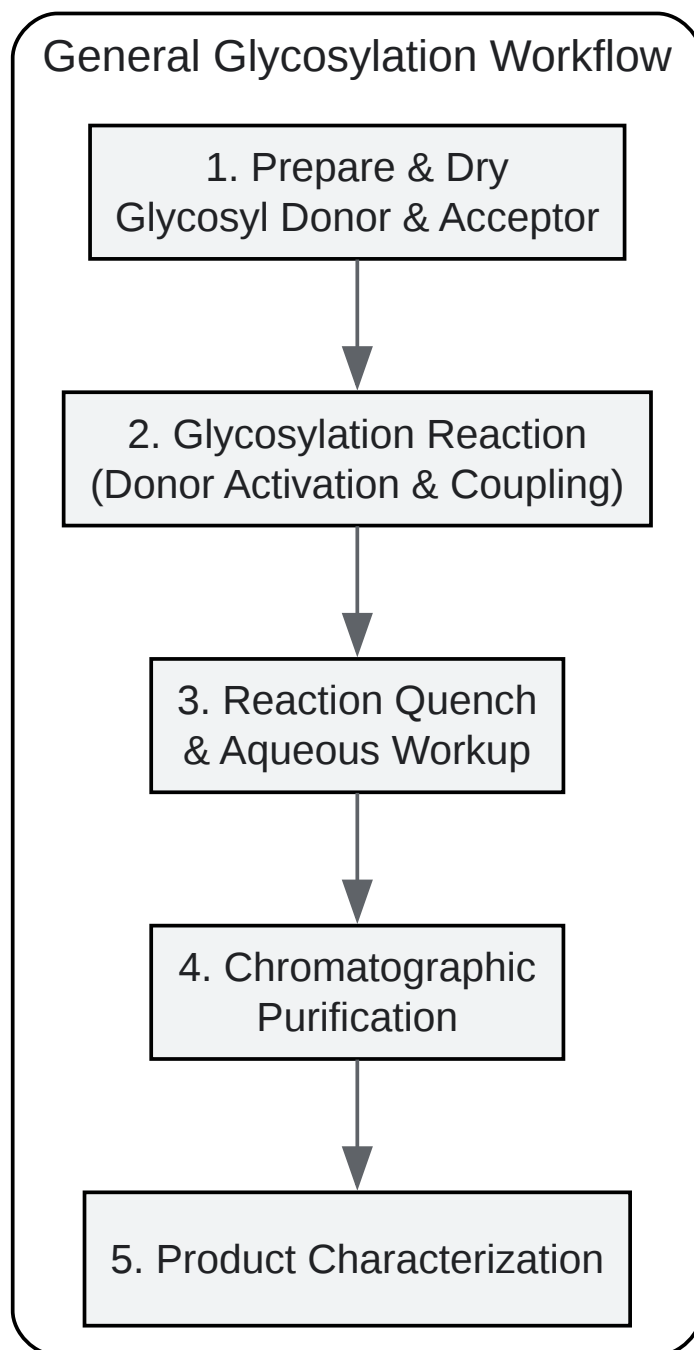 General Glycosylation Workflow
1. Prepare & Dry
Glycosyl Donor & Acceptor
2. Glycosylation Reaction
(Donor Activation & Coupling)
3. Reaction Quench
& Aqueous Workup
4. Chromatographic
Purification
5. Product Characterization